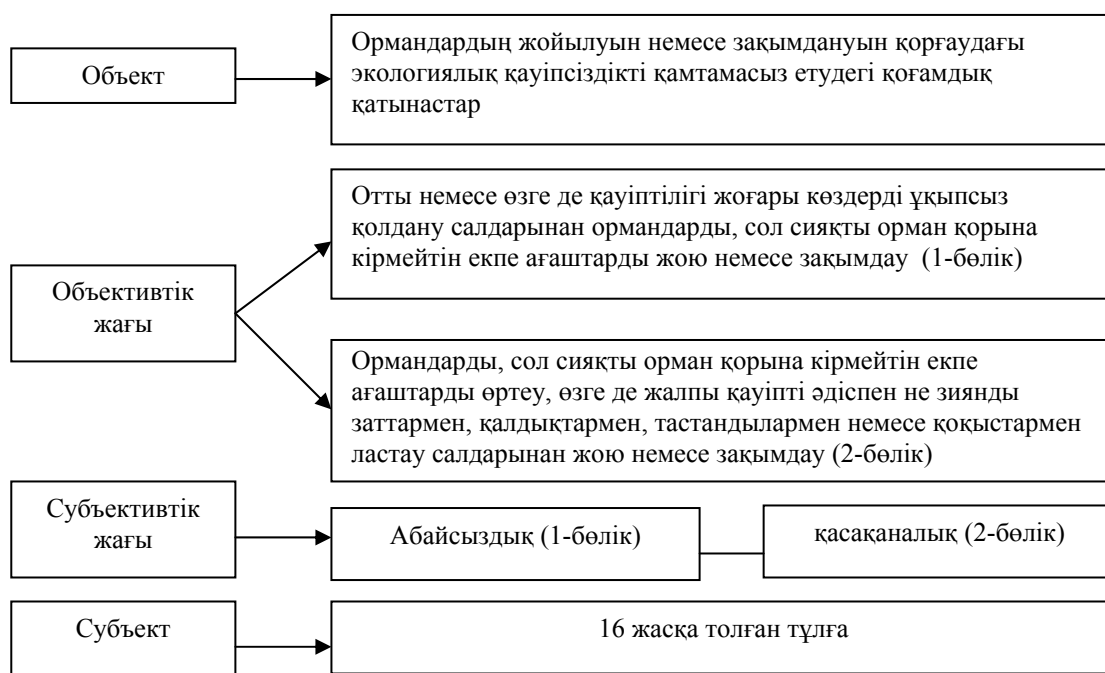 Объект
Ормандардың жойылуын немесе зақымдануын қорғаудағы
экологиялық қауіпсіздікті қамтамасыз етудегі қоғамдық
қатынастар
Объективтік
жағы
Отты немесе өзге де қауіптілігі жоғары көздерді ұқыпсыз
қолдану салдарынан ормандарды, сол сияқты орман қорына
кірмейтін екпе ағаштарды жою немесе зақымдау (1-бөлік)
Ормандарды, сол сияқты орман қорына кірмейтін екпе
ағаштарды өртеу, өзге де жалпы қауіпті әдіспен не зиянды
заттармен, қалдықтармен, тастандылармен немесе қоқыстармен
ластау салдарынан жою немесе зақымдау (2-бөлік)
Субъективтік
жағы
Абайсыздық (1-бөлік)
қасақаналық (2-бөлік)
Субъект
16 жасқа толған тұлға